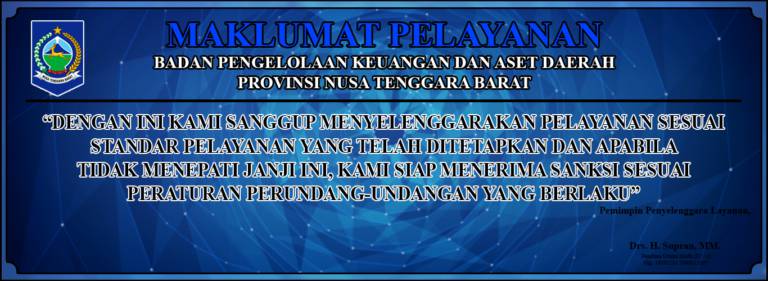 MAKLUMAT PELAYANAN
BADAN PENGELOLAAN KEUANGAN DAN ASET DAERAH
PROVINSI NUSA TENGGARA BARAT
“DENGAN INI KAMI SANGGUP MENYELENGGARAKAN PELAYANAN SESUAI
STANDAR PELAYANAN YANG TELAH DITETAPKAN DAN APABILA
TIDAK MENEPATI JANJI INI, KAMI SIAP MENERIMA SANKSI SESUAI
PERATURAN PERUNDANG-UNDANGAN YANG BERLAKU”
Pemimpin Penyelenggara Layanan,
Drs. H. Supran, MM.